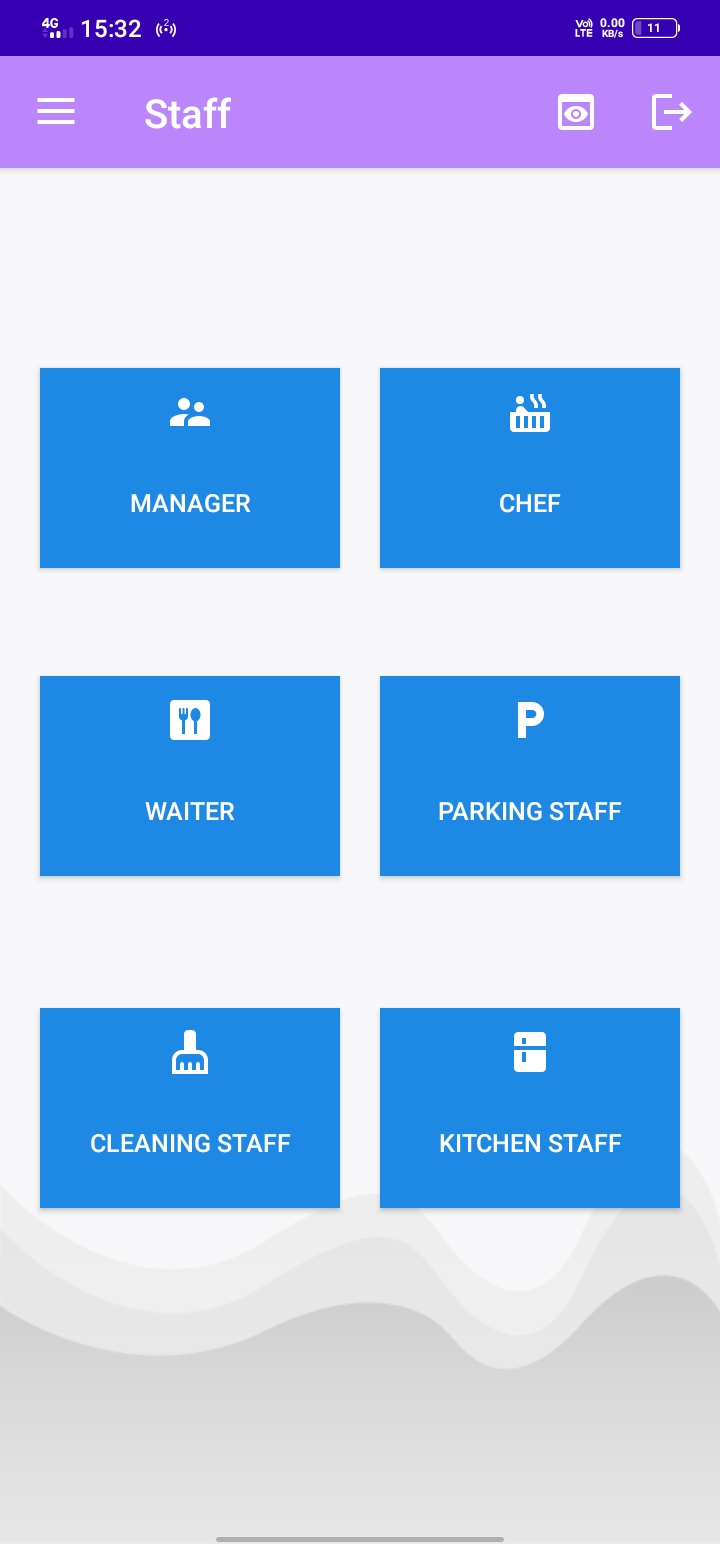 4G 15:32 2 Vo) LTE 0.00 KB/s 11
Staff
MANAGER CHEF
P
WAITER PARKING STAFF
CLEANING STAFF KITCHEN STAFF